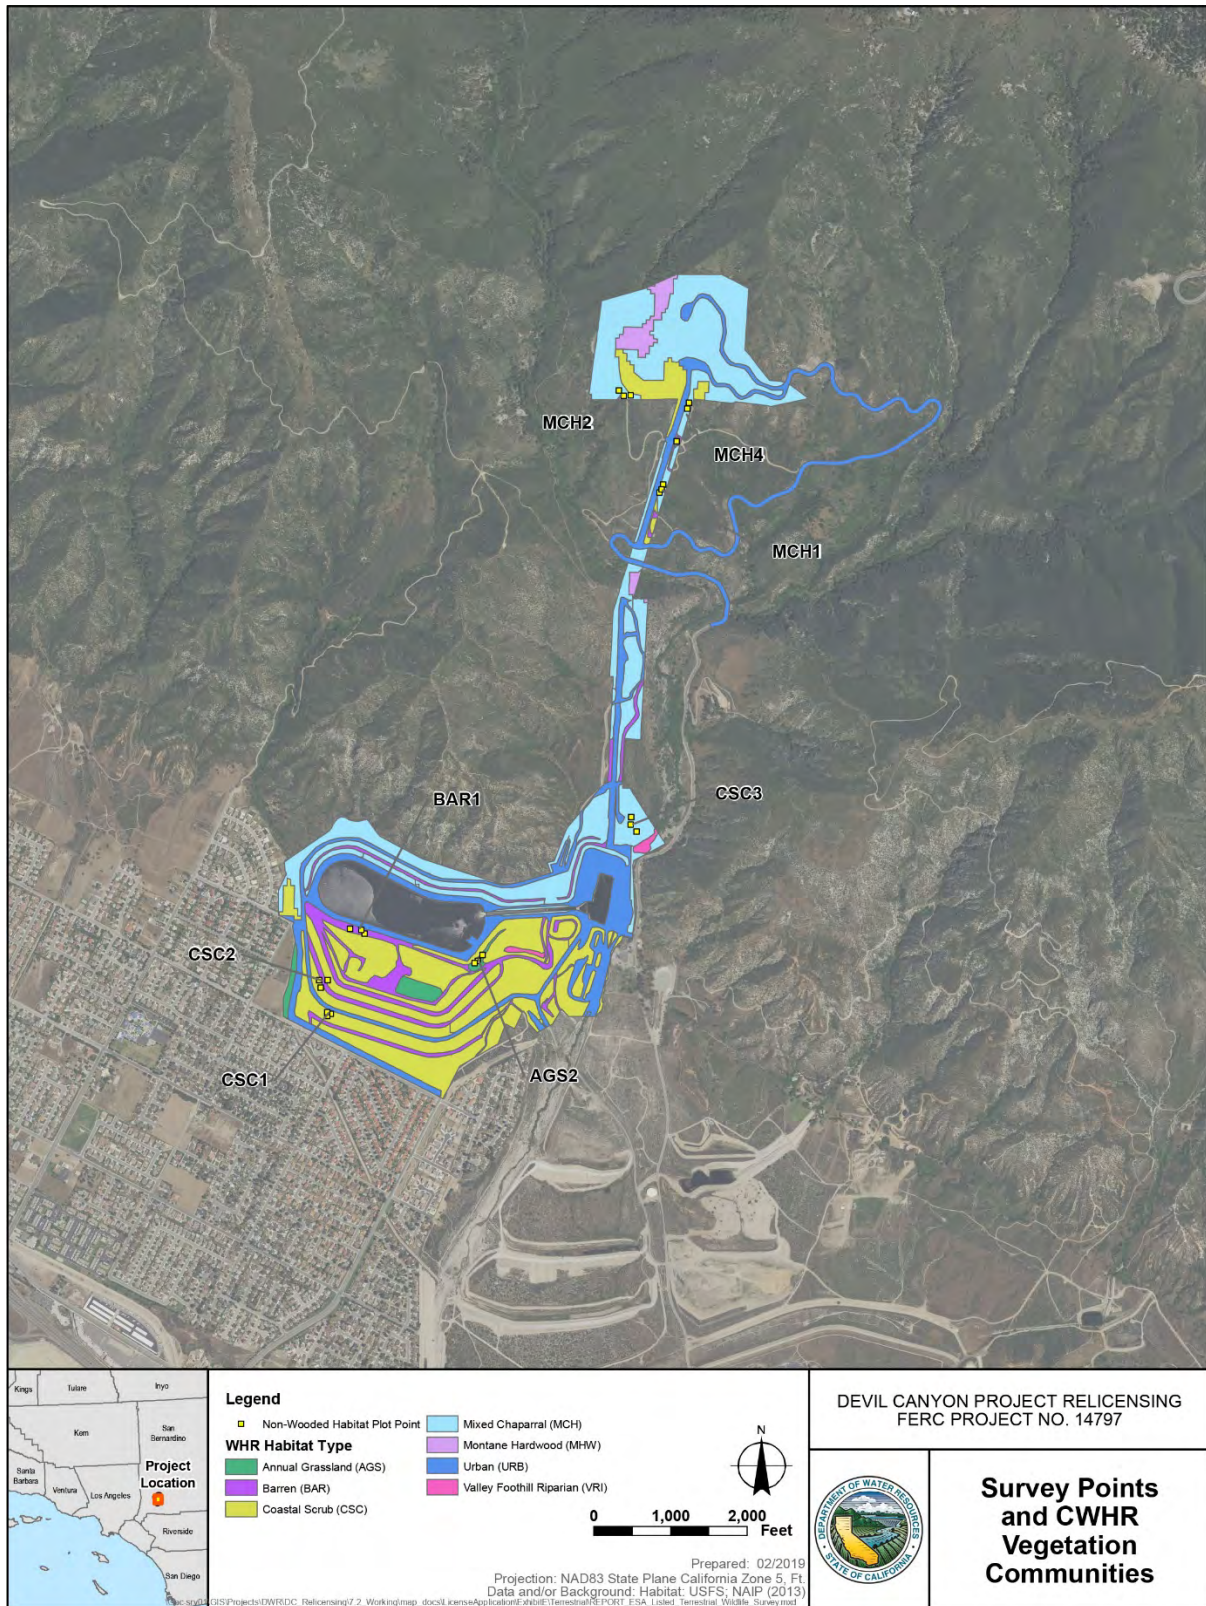 MCH2
MCH4
MCH1
CSC3
BAR1
CSC2
CSC1
AGS2
Kings
Tulare
Inyo
Kern
San
Bernardino
Santa
Barbara
Ventura
Los Angeles
Project
Location
Riverside
San Diego
Legend
Non-Wooded Habitat Plot Point
WHR Habitat Type
Annual Grassland (AGS)
Barren (BAR)
Coastal Scrub (CSC)
Mixed Chaparral (MCH)
Montane Hardwood (MHW)
Urban (URB)
Valley Foothill Riparian (VRI)
N
0 1,000 2,000
Feet
Prepared: 02/2019
Projection: NAD83 State Plane California Zone 5, Ft.
Data and/or Background: Habitat: USFS; NAIP (2013)
DEVIL CANYON PROJECT RELICENSING
FERC PROJECT NO. 14797
DEPARTMENT OF WATER RESOURCES
STATE OF CALIFORNIA
Survey Points
and CWHR
Vegetation
Communities